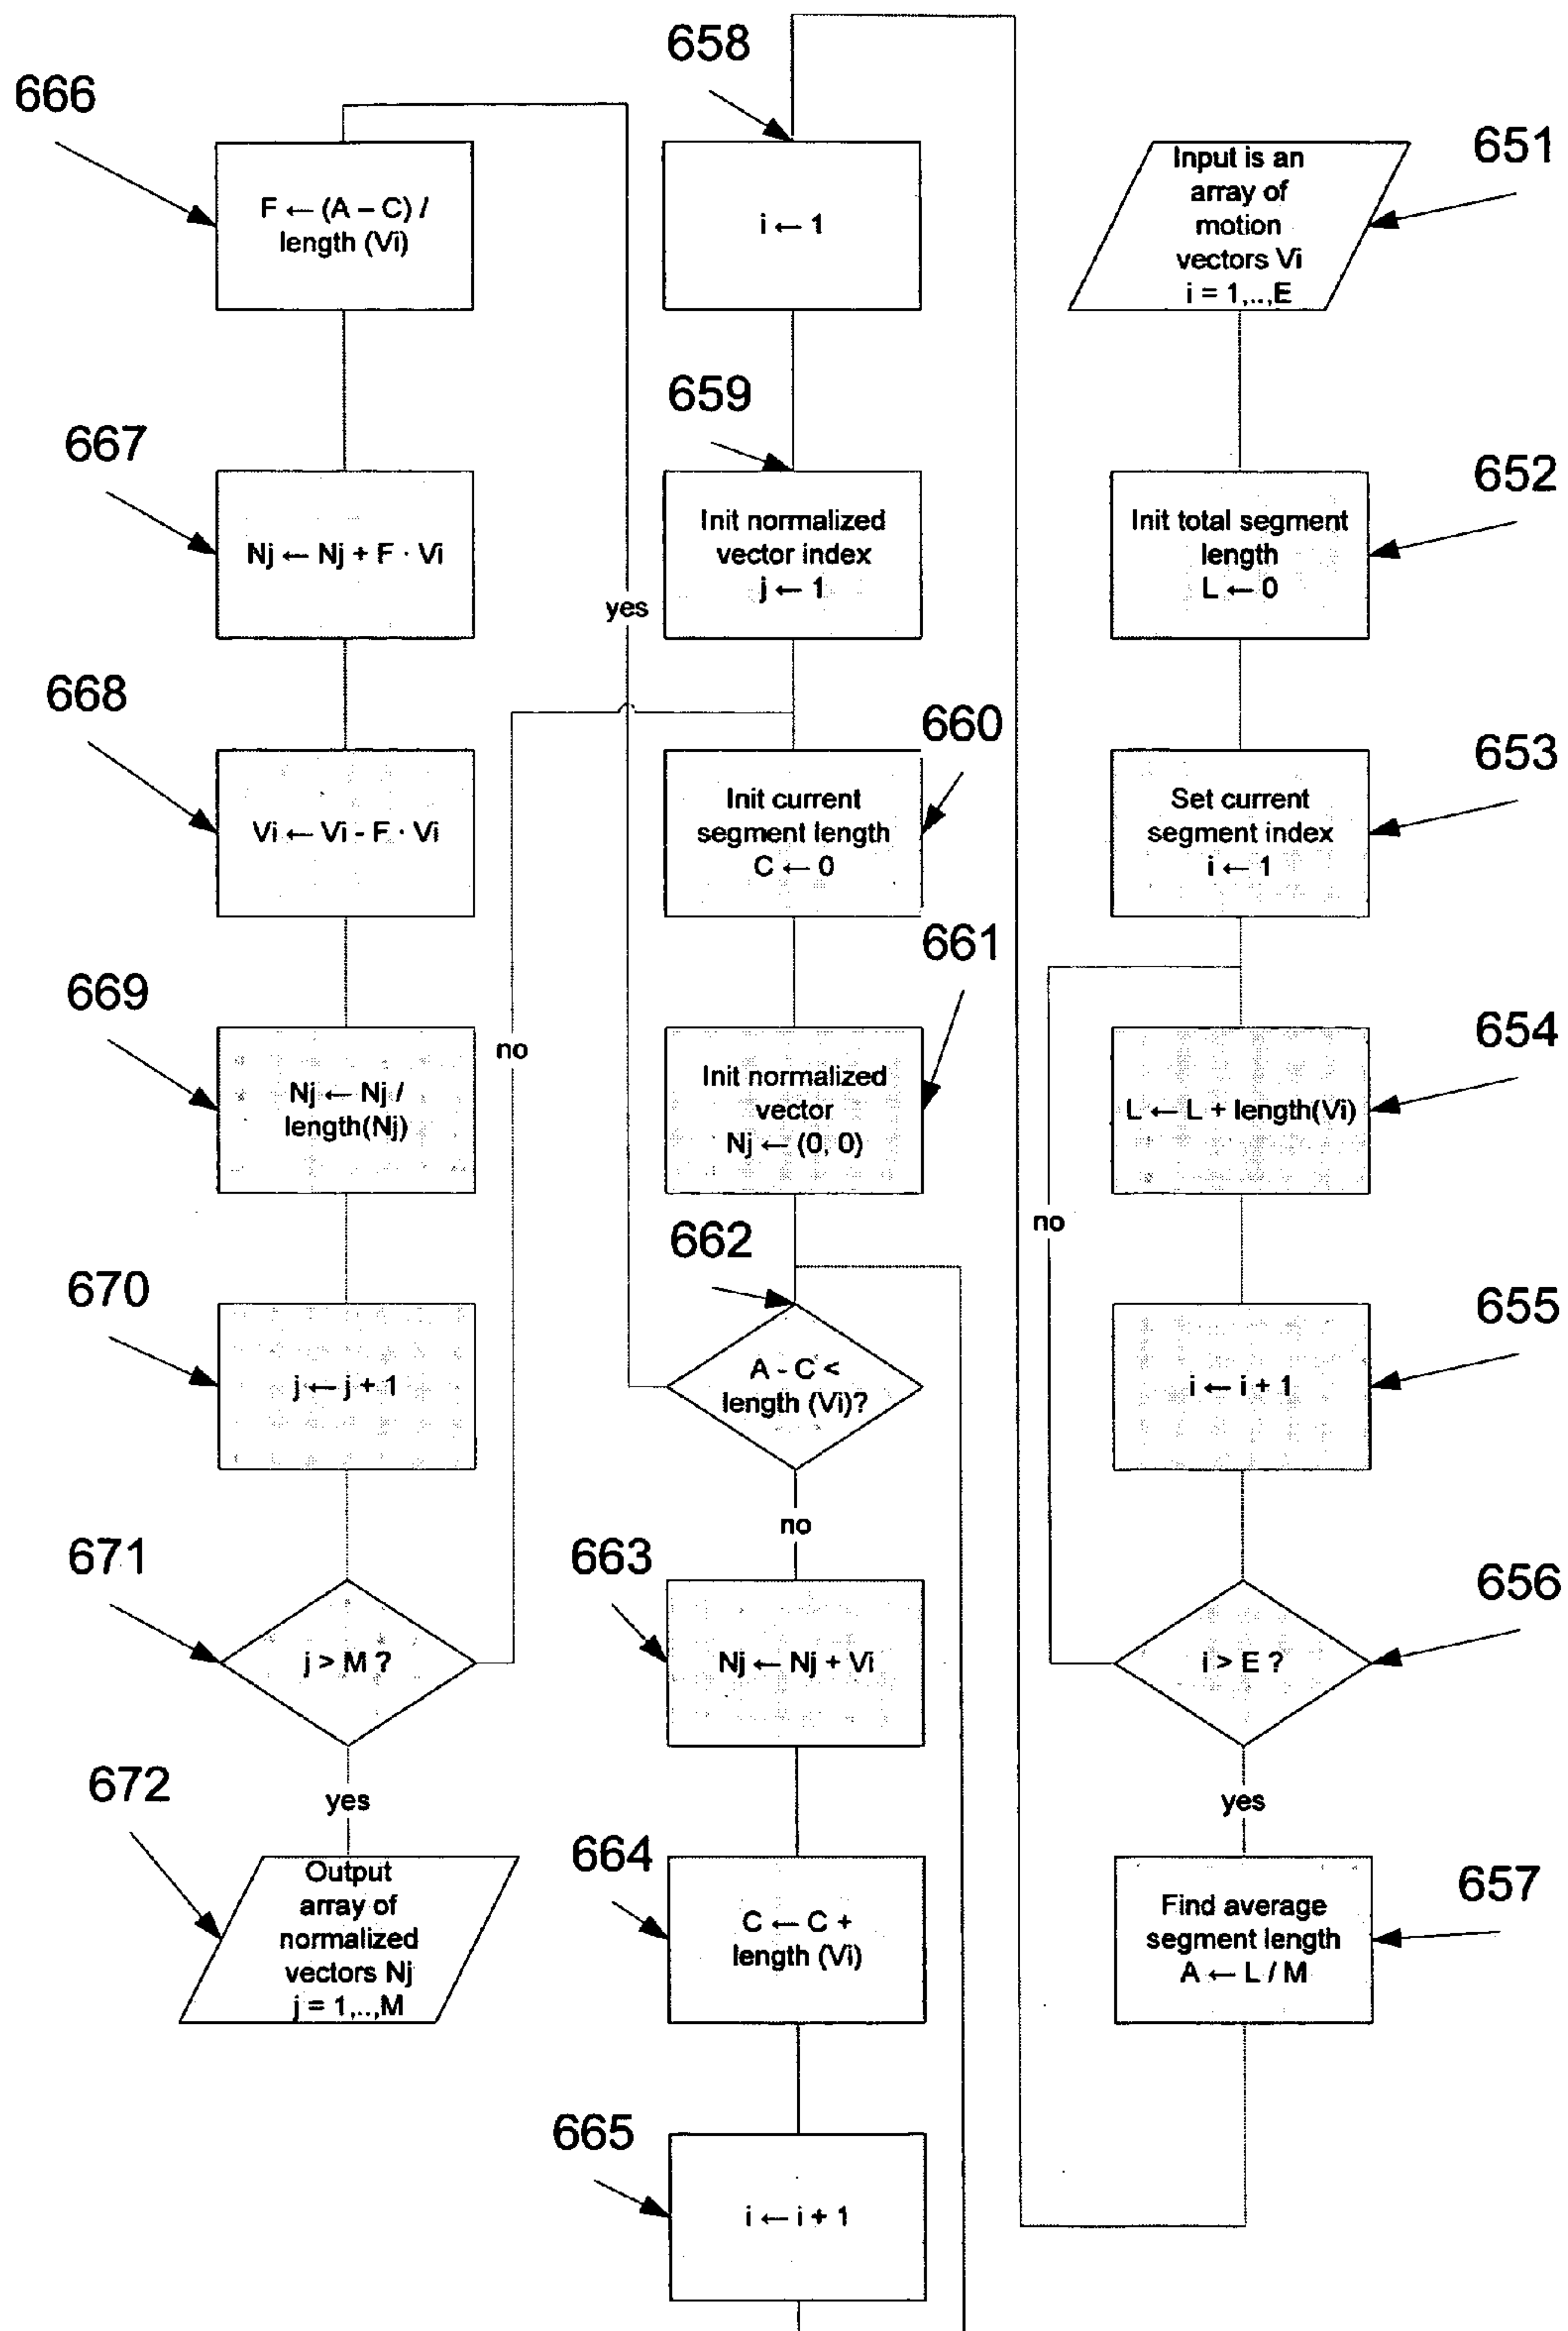 651
Input is an
array of
motion
vectors Vi
i = 1,..,E
652
Init total segment
length
L ← 0
653
Set current
segment index
i ← 1
654
L ← L + length(Vi)
655
i ← i + 1
no
656
i > E ?
yes
657
Find average
segment length
A ← L / M
658
i ← 1
659
Init normalized
vector index
j ← 1
660
Init current
segment length
C ← 0
661
Init normalized
vector
Nj ← (0, 0)
662
A - C <
length (Vi)?
yes
no
663
Nj ← Nj + Vi
664
C ← C +
length (Vi)
665
i ← i + 1
666
F ← (A – C) /
length (Vi)
667
Nj ← Nj + F · Vi
668
Vi ← Vi - F · Vi
669
Nj ← Nj /
length(Nj)
670
j ← j + 1
671
j > M ?
no
yes
672
Output
array of
normalized
vectors Nj
j = 1,..,M